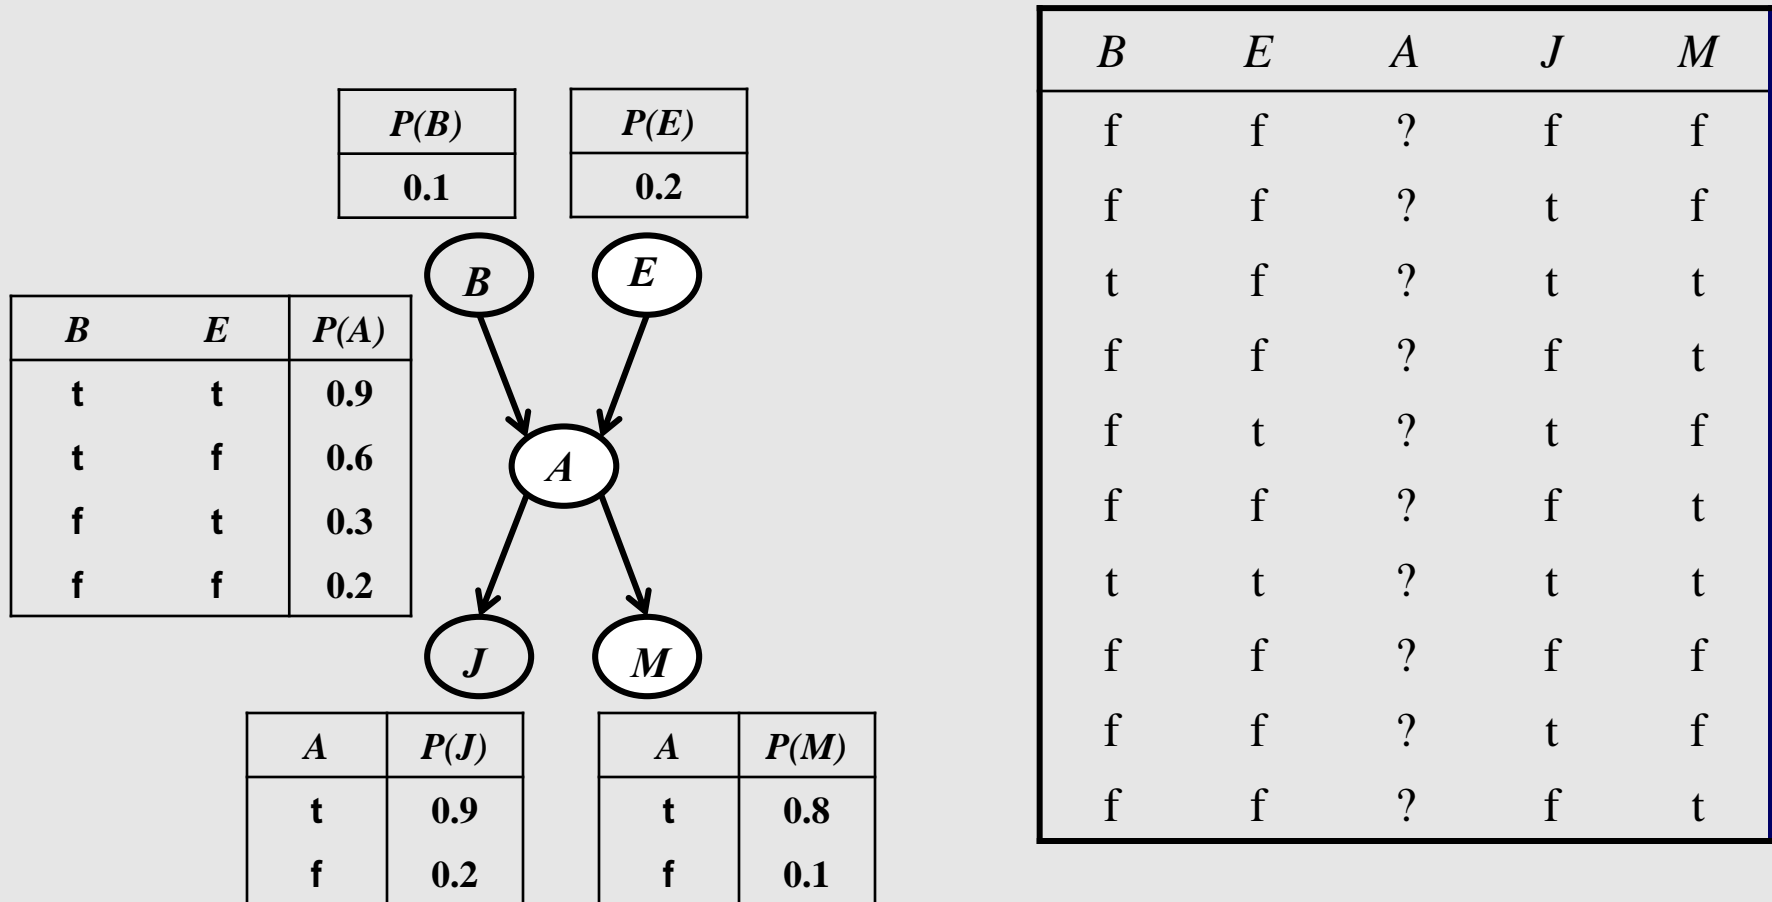 P(B)
0.1
P(E)
0.2
B
E
B E P(A)
t t 0.9
t f 0.6
f t 0.3
f f 0.2
A
J
M
A P(J)
t 0.9
f 0.2
A P(M)
t 0.8
f 0.1
B E A J M
f f ? f f
f f ? t f
t f ? t t
f f ? f t
f t ? t f
f f ? f t
t t ? t t
f f ? f f
f f ? t f
f f ? f t